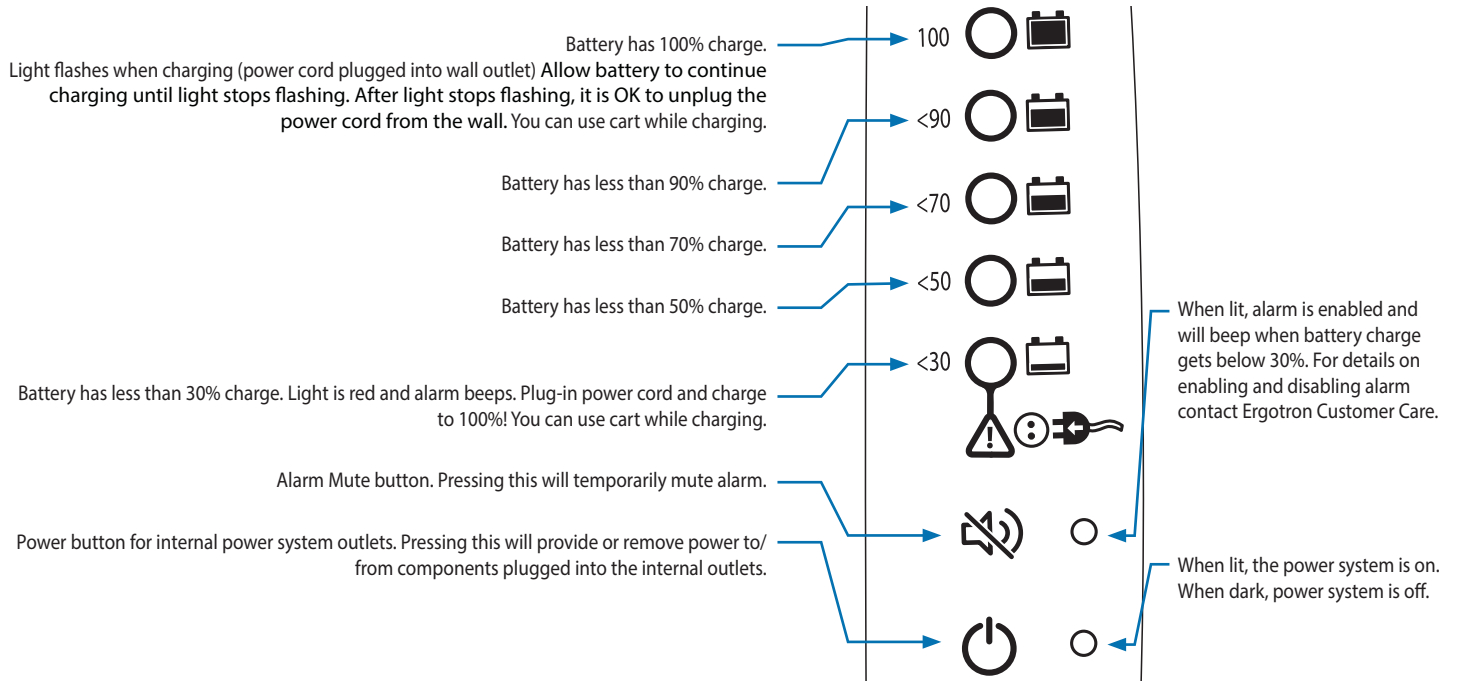 Battery has 100% charge.
Light flashes when charging (power cord plugged into wall outlet) Allow battery to continue
charging until light stops flashing. After light stops flashing, it is OK to unplug the
power cord from the wall. You can use cart while charging.
Battery has less than 90% charge.
Battery has less than 70% charge.
Battery has less than 50% charge.
Battery has less than 30% charge. Light is red and alarm beeps. Plug-in power cord and charge
to 100%! You can use cart while charging.
Alarm Mute button. Pressing this will temporarily mute alarm.
Power button for internal power system outlets. Pressing this will provide or remove power to/
from components plugged into the internal outlets.
100
<90
<70
<50
<30
!
When lit, alarm is enabled and
will beep when battery charge
gets below 30%. For details on
enabling and disabling alarm
contact Ergotron Customer Care.
When lit, the power system is on.
When dark, power system is off.